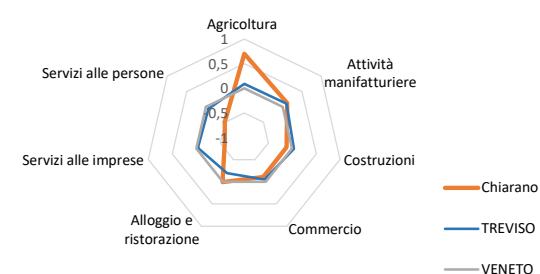 Agricoltura
1
0,5
0
-0,5
-1
Attività
manifatturiere
Costruzioni
Commercio
Alloggio e
ristorazione
Servizi alle imprese
Servizi alle persone
Chiarano
TREVISO
VENETO